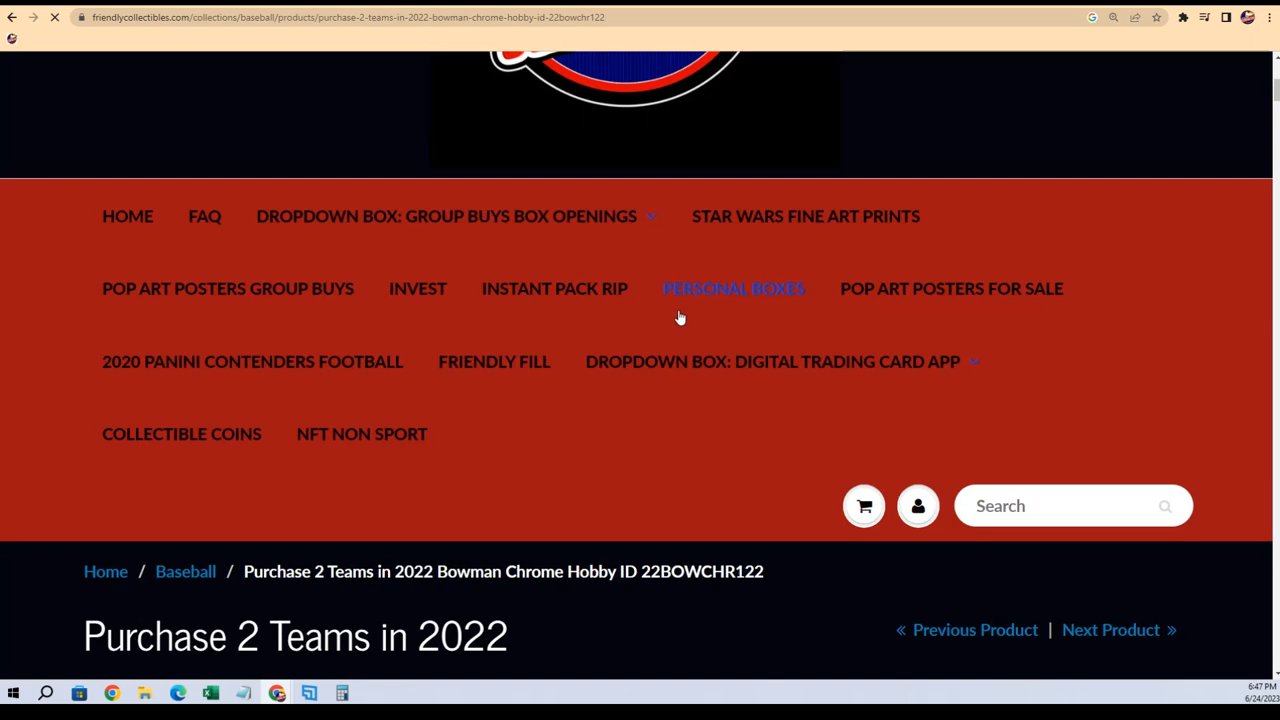 friendlycollectibles.com/collections/baseball/products/purchase-2-teams-in-2022-bowman-chrome-hobby-id-22bowchr122
HOME FAQ DROPDOWN BOX: GROUP BUYS BOX OPENINGS STAR WARS FINE ART PRINTS
POP ART POSTERS GROUP BUYS INVEST INSTANT PACK RIP PERSONAL BOXES POP ART POSTERS FOR SALE
2020 PANINI CONTENDERS FOOTBALL FRIENDLY FILL DROPDOWN BOX: DIGITAL TRADING CARD APP
COLLECTIBLE COINS NFT NON SPORT
Search
Home / Baseball / Purchase 2 Teams in 2022 Bowman Chrome Hobby ID 22BOWCHR122
Purchase 2 Teams in 2022
« Previous Product | Next Product »
6:47 PM
6/24/2023